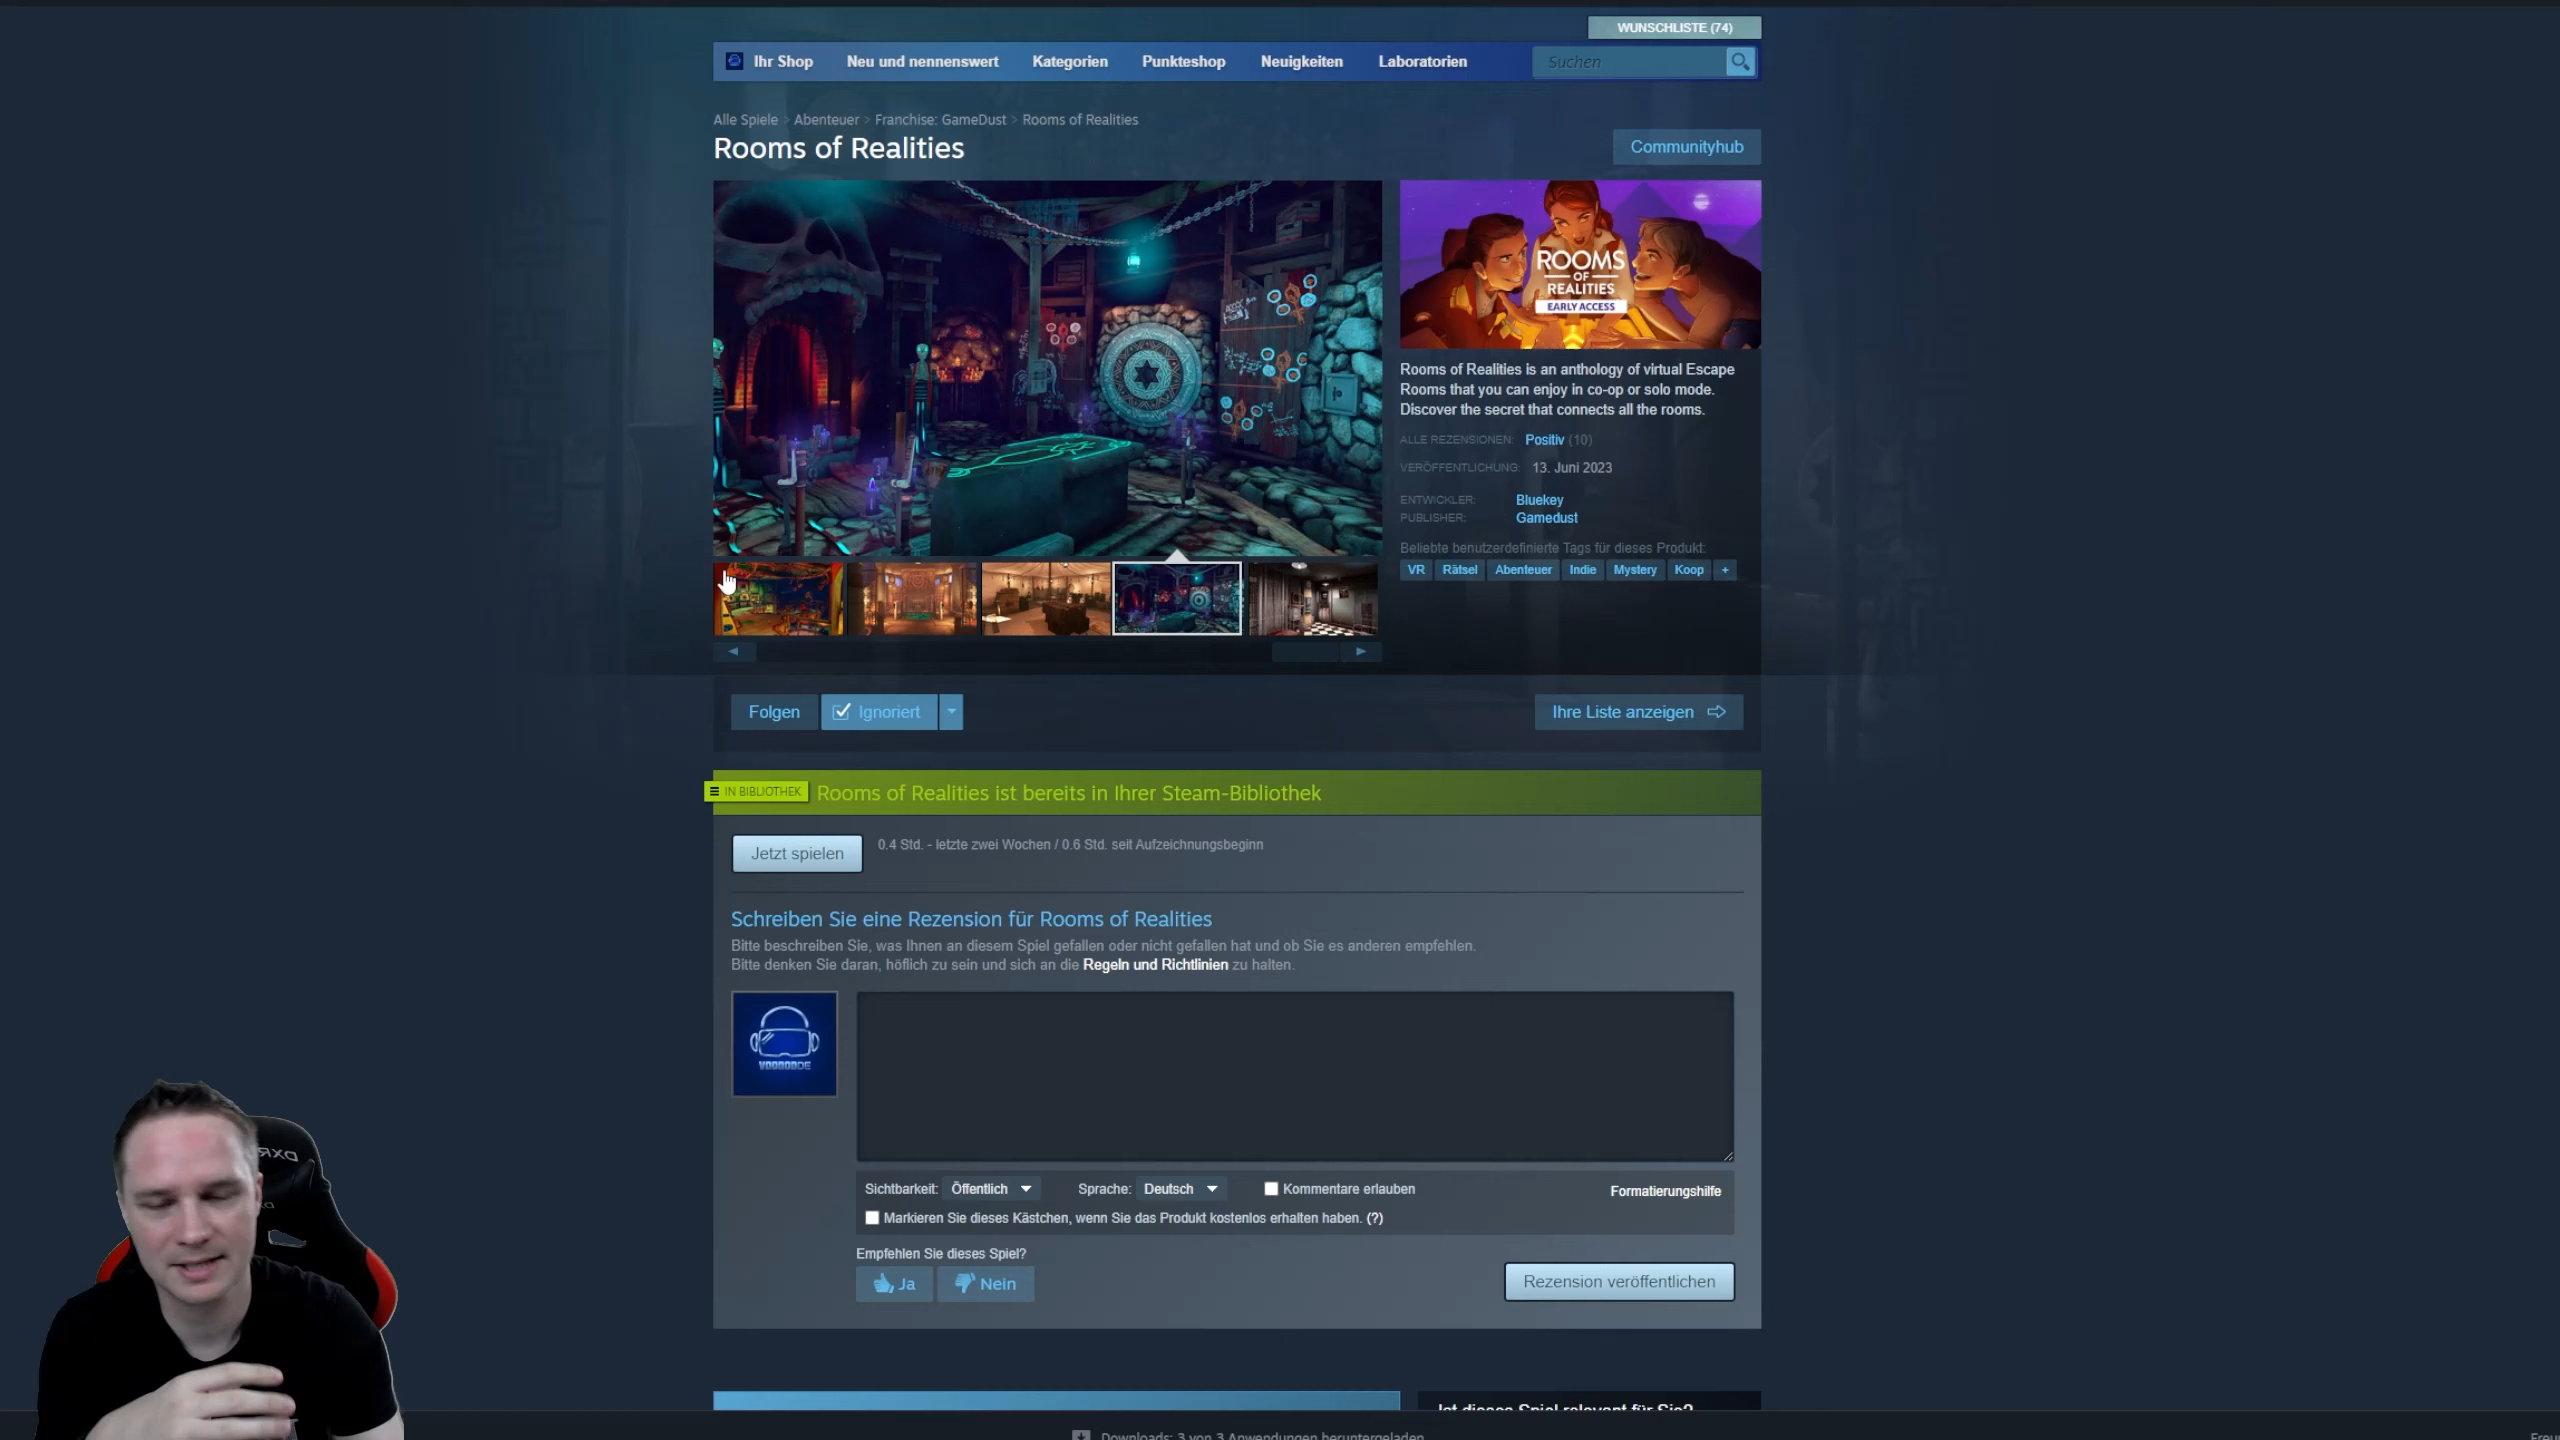 WUNSCHLISTE (74)
Ihr Shop Neu und nennenswert Kategorien Punkteshop Neuigkeiten Laboratorien Suchen
Alle Spiele > Abenteuer > Franchise: GameDust > Rooms of Realities
Rooms of Realities
Communityhub
ROOMS
OF
REALITIES
EARLY ACCESS
Rooms of Realities is an anthology of virtual Escape
Rooms that you can enjoy in co-op or solo mode.
Discover the secret that connects all the rooms.
ALLE REZENSIONEN: Positiv (10)
VERÖFFENTLICHUNG: 13. Juni 2023
ENTWICKLER: Bluekey
PUBLISHER: Gamedust
Beliebte benutzerdefinierte Tags für dieses Produkt:
VR Rätsel Abenteuer Indie Mystery Koop +
Folgen Ignoriert Ihre Liste anzeigen
IN BIBLIOTHEK Rooms of Realities ist bereits in Ihrer Steam-Bibliothek
Jetzt spielen 0.4 Std. - letzte zwei Wochen / 0.6 Std. seit Aufzeichnungsbeginn
Schreiben Sie eine Rezension für Rooms of Realities
Bitte beschreiben Sie, was Ihnen an diesem Spiel gefallen oder nicht gefallen hat und ob Sie es anderen empfehlen.
Bitte denken Sie daran, höflich zu sein und sich an die Regeln und Richtlinien zu halten.
Sichtbarkeit: Öffentlich Sprache: Deutsch Kommentare erlauben Formatierungshilfe
Markieren Sie dieses Kästchen, wenn Sie das Produkt kostenlos erhalten haben. (?)
Empfehlen Sie dieses Spiel?
Ja Nein
Rezension veröffentlichen
Ist dieses Spiel relevant für Sie?
Downloads: 3 von 3 Anwendungen heruntergeladen